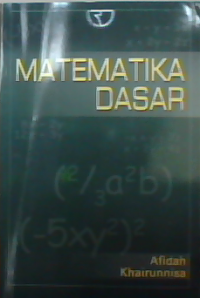 MATEMATIKA
DASAR
(²/₃a²b)
(-5xy²)²
Afidah
Khairunnisa